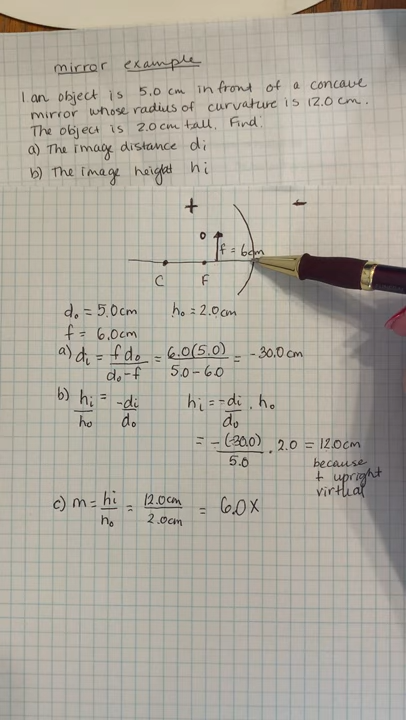 mirror example
1. an object is 5.0 cm in front of a concave
mirror whose radius of curvature is 12.0 cm.
The object is 2.0 cm tall. Find:
a) The image distance di
b) The image height hi
+ -
O
f = 6cm
C F
do = 5.0cm ho = 2.0cm
f = 6.0cm
a) di = f do / do - f = 6.0(5.0) / 5.0 - 6.0 = -30.0 cm
b) hi / ho = -di / do hi = -di / do . ho
= -(-30.0) / 5.0 . 2.0 = 12.0cm
because
+ upright
virtual
c) m = hi / ho = 12.0cm / 2.0cm = 6.0X